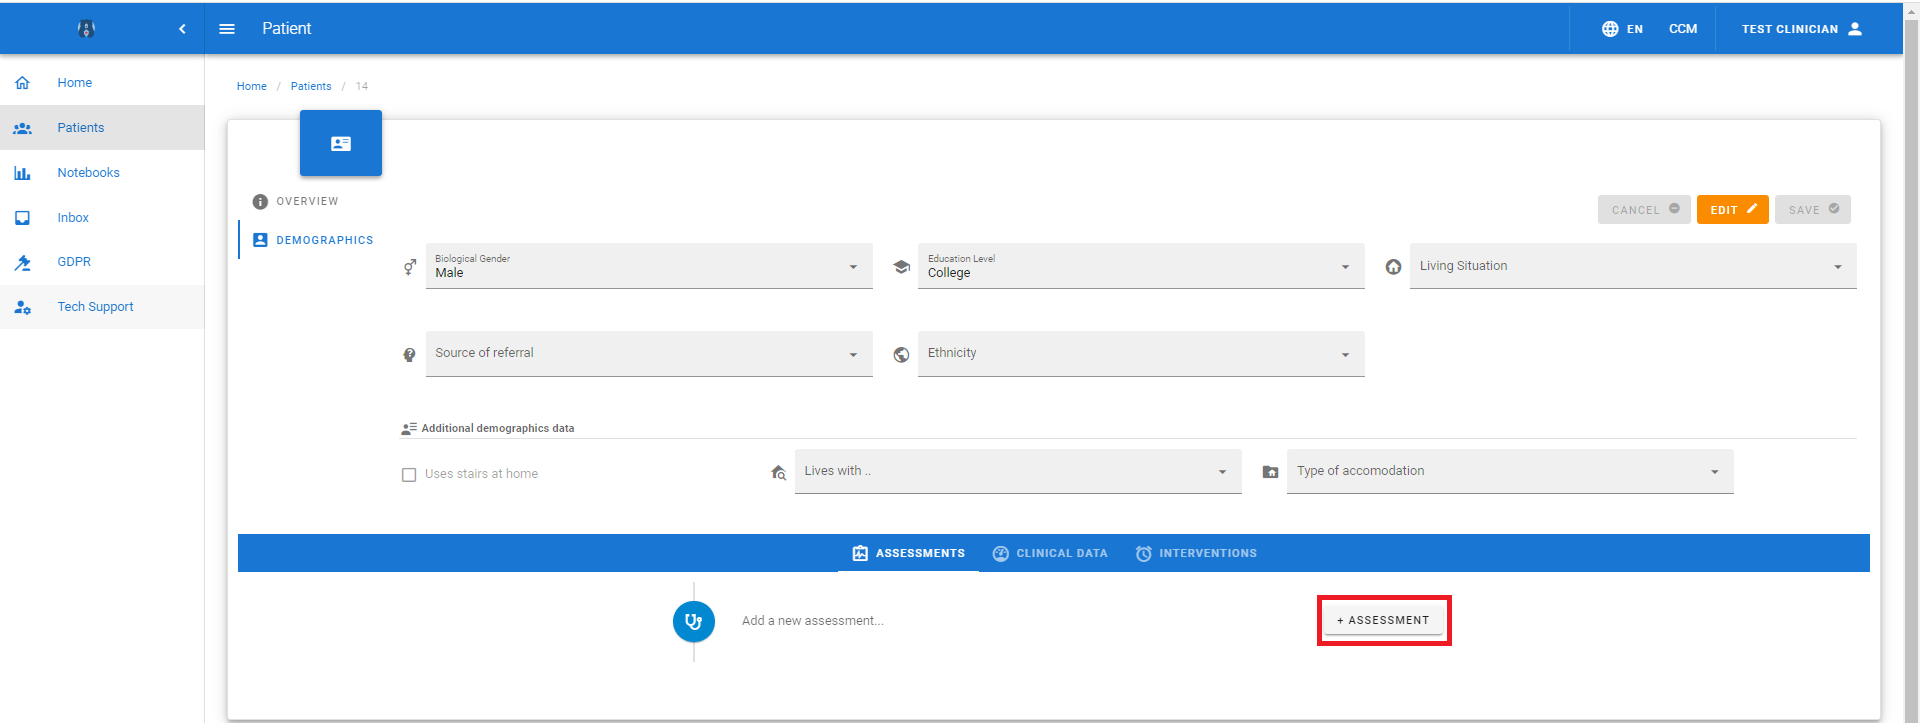 Patient
EN
CCM
TEST CLINICIAN
Home
Patients
Notebooks
Inbox
GDPR
Tech Support
Home / Patients / 14
OVERVIEW
DEMOGRAPHICS
CANCEL
EDIT
SAVE
Biological Gender
Male
Education Level
College
Living Situation
Source of referral
Ethnicity
Additional demographics data
Uses stairs at home
Lives with ..
Type of accomodation
ASSESSMENTS
CLINICAL DATA
INTERVENTIONS
Add a new assessment...
+ ASSESSMENT